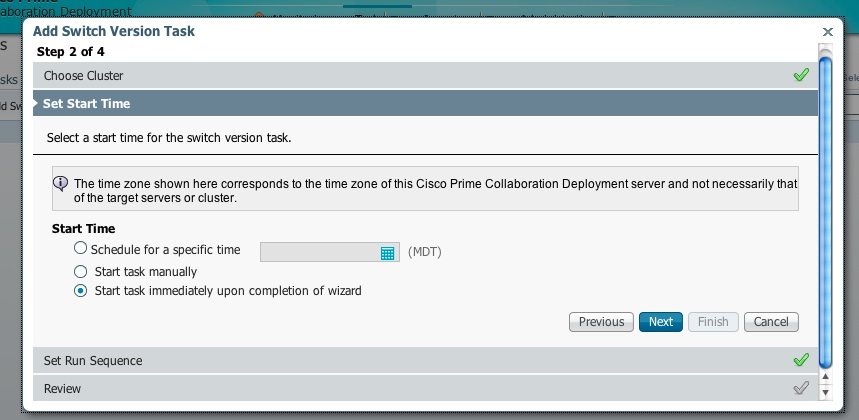 aboration Deployment
Add Switch Version Task
Step 2 of 4
Choose Cluster
Set Start Time
Select a start time for the switch version task.
The time zone shown here corresponds to the time zone of this Cisco Prime Collaboration Deployment server and not necessarily that
of the target servers or cluster.
Start Time
Schedule for a specific time
(MDT)
Start task manually
Start task immediately upon completion of wizard
Previous
Next
Finish
Cancel
Set Run Sequence
Review